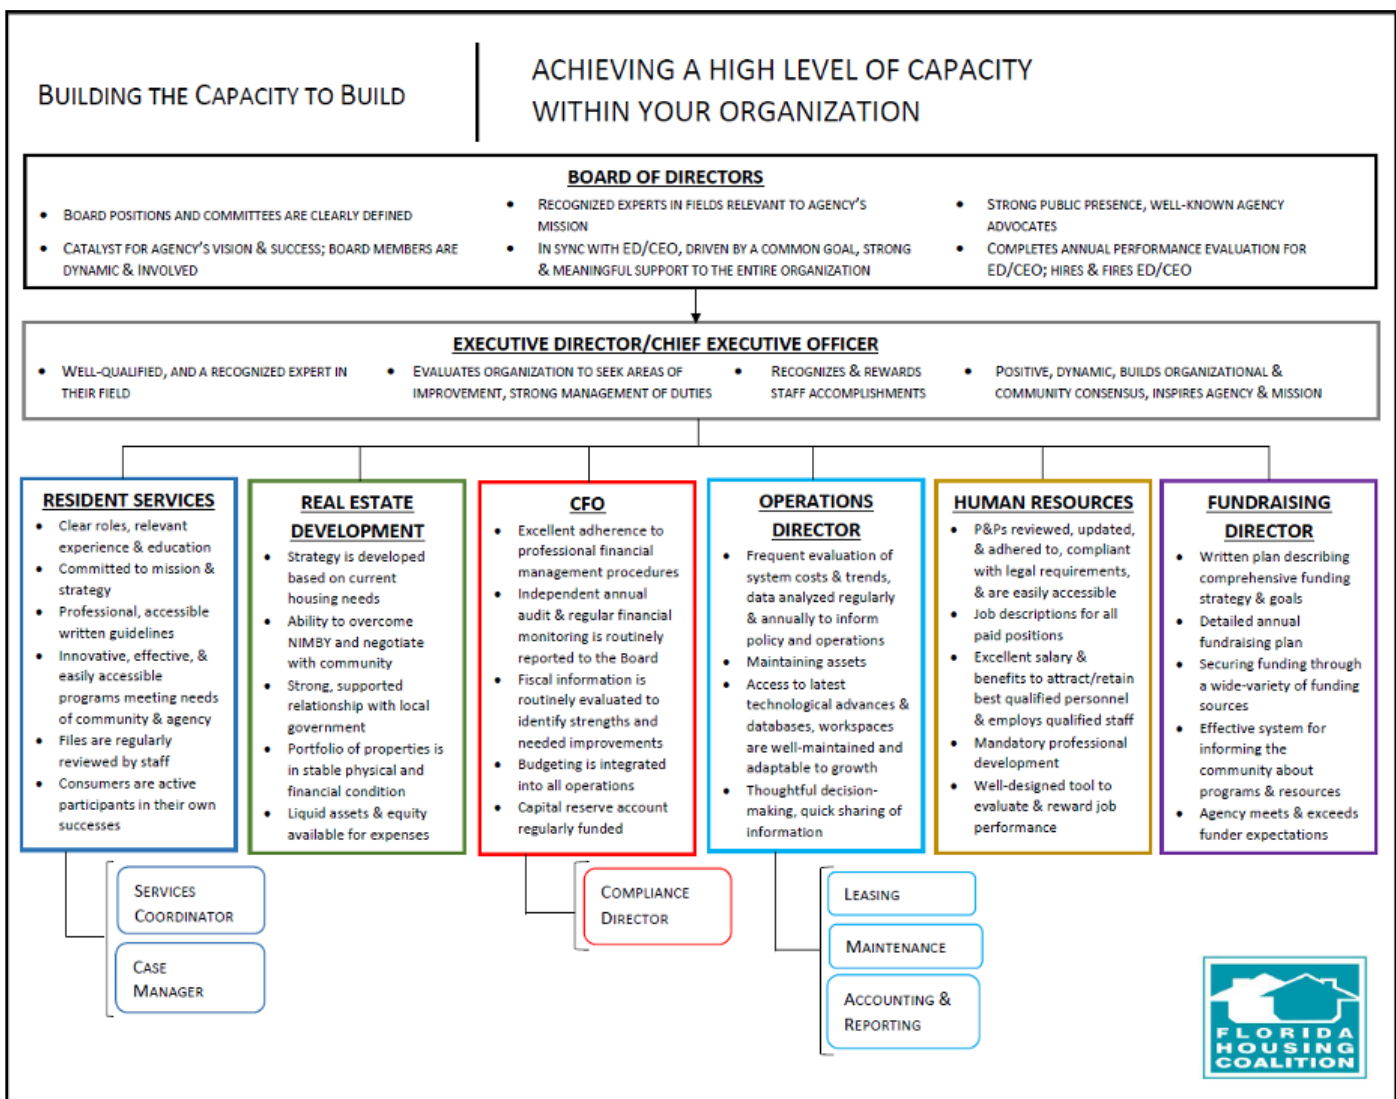 BUILDING THE CAPACITY TO BUILD
ACHIEVING A HIGH LEVEL OF CAPACITY
WITHIN YOUR ORGANIZATION
BOARD OF DIRECTORS
• BOARD POSITIONS AND COMMITTEES ARE CLEARLY DEFINED
• CATALYST FOR AGENCY'S VISION & SUCCESS; BOARD MEMBERS ARE
DYNAMIC & INVOLVED
• RECOGNIZED EXPERTS IN FIELDS RELEVANT TO AGENCY'S
MISSION
• IN SYNC WITH ED/CEO, DRIVEN BY A COMMON GOAL, STRONG
& MEANINGFUL SUPPORT TO THE ENTIRE ORGANIZATION
• STRONG PUBLIC PRESENCE, WELL-KNOWN AGENCY
ADVOCATES
• COMPLETES ANNUAL PERFORMANCE EVALUATION FOR
ED/CEO; HIRES & FIRES ED/CEO
EXECUTIVE DIRECTOR/CHIEF EXECUTIVE OFFICER
• WELL-QUALIFIED, AND A RECOGNIZED EXPERT IN
THEIR FIELD
• EVALUATES ORGANIZATION TO SEEK AREAS OF
IMPROVEMENT, STRONG MANAGEMENT OF DUTIES
• RECOGNIZES & REWARDS
STAFF ACCOMPLISHMENTS
• POSITIVE, DYNAMIC, BUILDS ORGANIZATIONAL &
COMMUNITY CONSENSUS, INSPIRES AGENCY & MISSION
RESIDENT SERVICES
• Clear roles, relevant
experience & education
• Committed to mission &
strategy
• Professional, accessible
written guidelines
• Innovative, effective, &
easily accessible
programs meeting needs
of community & agency
• Files are regularly
reviewed by staff
• Consumers are active
participants in their own
successes
REAL ESTATE
DEVELOPMENT
• Strategy is developed
based on current
housing needs
• Ability to overcome
NIMBY and negotiate
with community
• Strong, supported
relationship with local
government
• Portfolio of properties is
in stable physical and
financial condition
• Liquid assets & equity
available for expenses
CFO
• Excellent adherence to
professional financial
management procedures
• Independent annual
audit & regular financial
monitoring is routinely
reported to the Board
• Fiscal information is
routinely evaluated to
identify strengths and
needed improvements
• Budgeting is integrated
into all operations
• Capital reserve account
regularly funded
OPERATIONS
DIRECTOR
• Frequent evaluation of
system costs & trends,
data analyzed regularly
& annually to inform
policy and operations
• Maintaining assets
• Access to latest
technological advances &
databases, workspaces
are well-maintained and
adaptable to growth
• Thoughtful decision-
making, quick sharing of
information
HUMAN RESOURCES
• P&Ps reviewed, updated,
& adhered to, compliant
with legal requirements,
& are easily accessible
• Job descriptions for all
paid positions
• Excellent salary &
benefits to attract/retain
best qualified personnel
& employs qualified staff
• Mandatory professional
development
• Well-designed tool to
evaluate & reward job
performance
FUNDRAISING
DIRECTOR
• Written plan describing
comprehensive funding
strategy & goals
• Detailed annual
fundraising plan
• Securing funding through
a wide-variety of funding
sources
• Effective system for
informing the
community about
programs & resources
• Agency meets & exceeds
funder expectations
SERVICES
COORDINATOR
CASE
MANAGER
COMPLIANCE
DIRECTOR
LEASING
MAINTENANCE
ACCOUNTING &
REPORTING
FLORIDA
HOUSING
COALITION